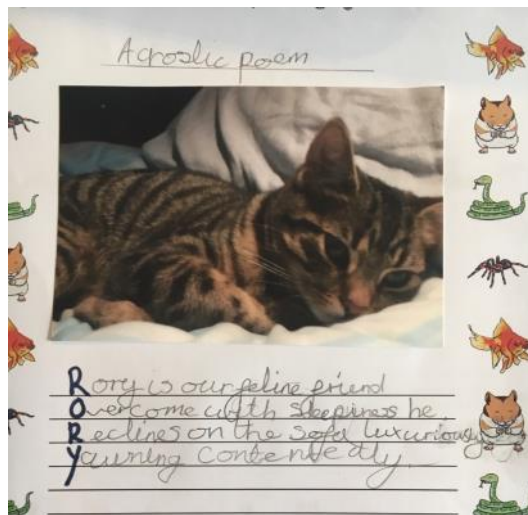 Acrostic poem
Rory is our feline friend
Overcome with sleepiness he
Reclines on the sofa luxuriously
Yawning contentedly.